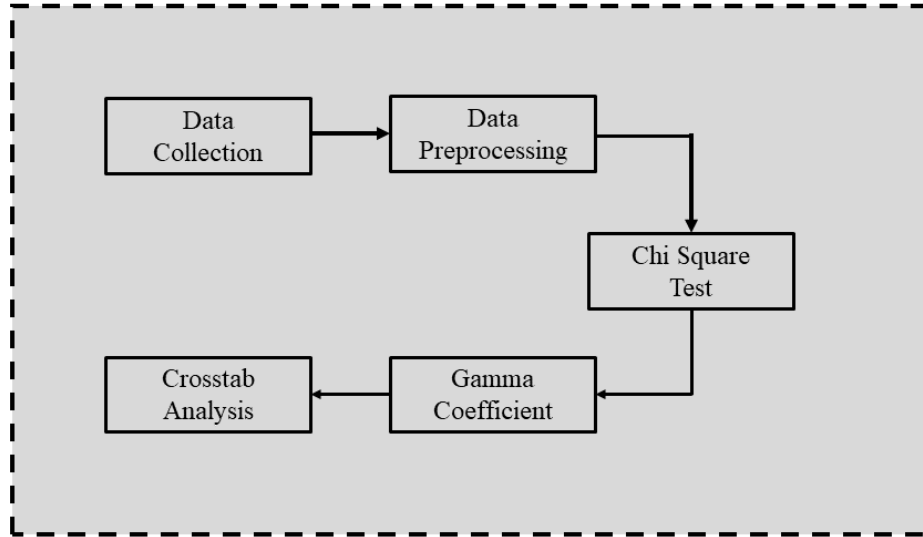 Data
Collection
Data
Preprocessing
Chi Square
Test
Gamma
Coefficient
Crosstab
Analysis